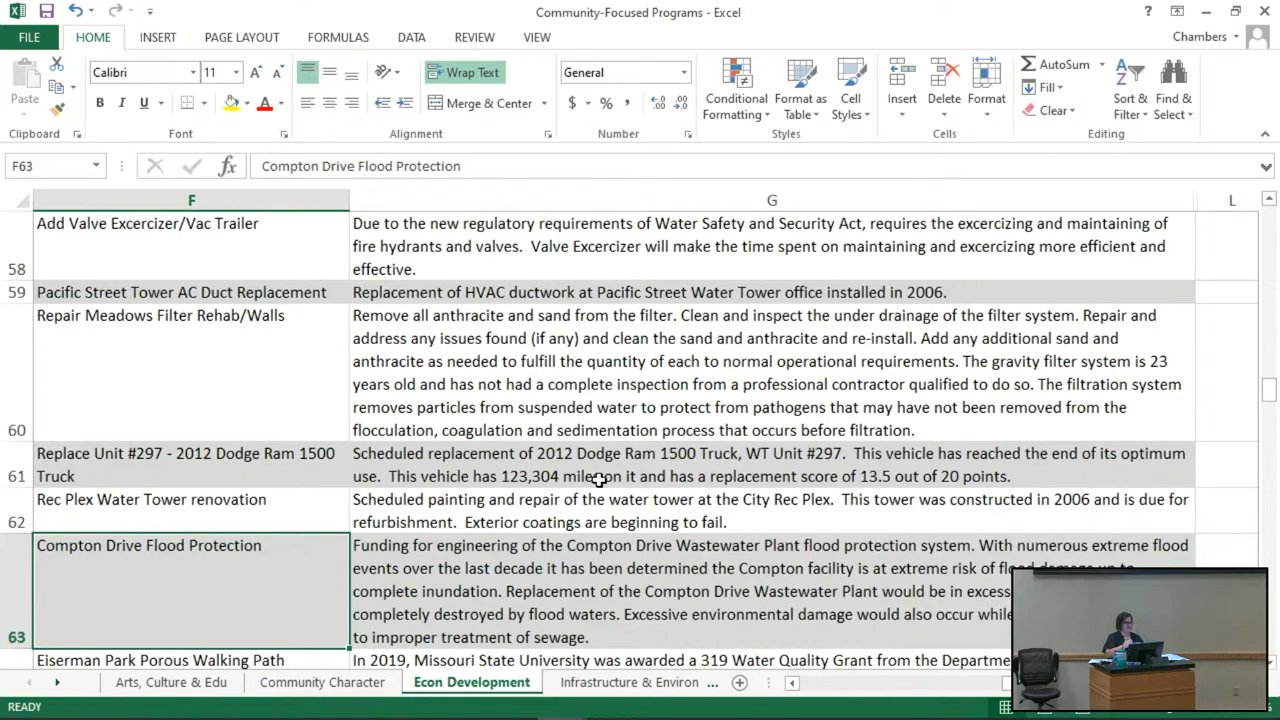 Community-Focused Programs - Excel
?
FILE HOME INSERT PAGE LAYOUT FORMULAS DATA REVIEW VIEW Chambers
Calibri 11 A A Wrap Text General AutoSum
Paste B I U A Merge & Center $ % , Conditional Formatting Format as Table Cell Styles Insert Delete Format Fill Clear Sort & Filter Find & Select
Clipboard Font Alignment Number Styles Cells Editing
F63 fx Compton Drive Flood Protection
F G L
Add Valve Excercizer/Vac Trailer
Due to the new regulatory requirements of Water Safety and Security Act, requires the excercizing and maintaining of
fire hydrants and valves. Valve Excercizer will make the time spent on maintaining and excercizing more efficient and
58 effective.
59 Pacific Street Tower AC Duct Replacement Replacement of HVAC ductwork at Pacific Street Water Tower office installed in 2006.
Repair Meadows Filter Rehab/Walls
Remove all anthracite and sand from the filter. Clean and inspect the under drainage of the filter system. Repair and
address any issues found (if any) and clean the sand and anthracite and re-install. Add any additional sand and
anthracite as needed to fulfill the quantity of each to normal operational requirements. The gravity filter system is 23
years old and has not had a complete inspection from a professional contractor qualified to do so. The filtration system
removes particles from suspended water to protect from pathogens that may have not been removed from the
60 flocculation, coagulation and sedimentation process that occurs before filtration.
Replace Unit #297 - 2012 Dodge Ram 1500
61 Truck
Scheduled replacement of 2012 Dodge Ram 1500 Truck, WT Unit #297. This vehicle has reached the end of its optimum
use. This vehicle has 123,304 miles on it and has a replacement score of 13.5 out of 20 points.
Rec Plex Water Tower renovation
Scheduled painting and repair of the water tower at the City Rec Plex. This tower was constructed in 2006 and is due for
62 refurbishment. Exterior coatings are beginning to fail.
Compton Drive Flood Protection
Funding for engineering of the Compton Drive Wastewater Plant flood protection system. With numerous extreme flood
events over the last decade it has been determined the Compton facility is at extreme risk of flood damage up to
complete inundation. Replacement of the Compton Drive Wastewater Plant would be in excess
completely destroyed by flood waters. Excessive environmental damage would also occur while
63 to improper treatment of sewage.
Eiserman Park Porous Walking Path In 2019, Missouri State University was awarded a 319 Water Quality Grant from the Departme
Arts, Culture & Edu Community Character Econ Development Infrastructure & Environ ...
READY